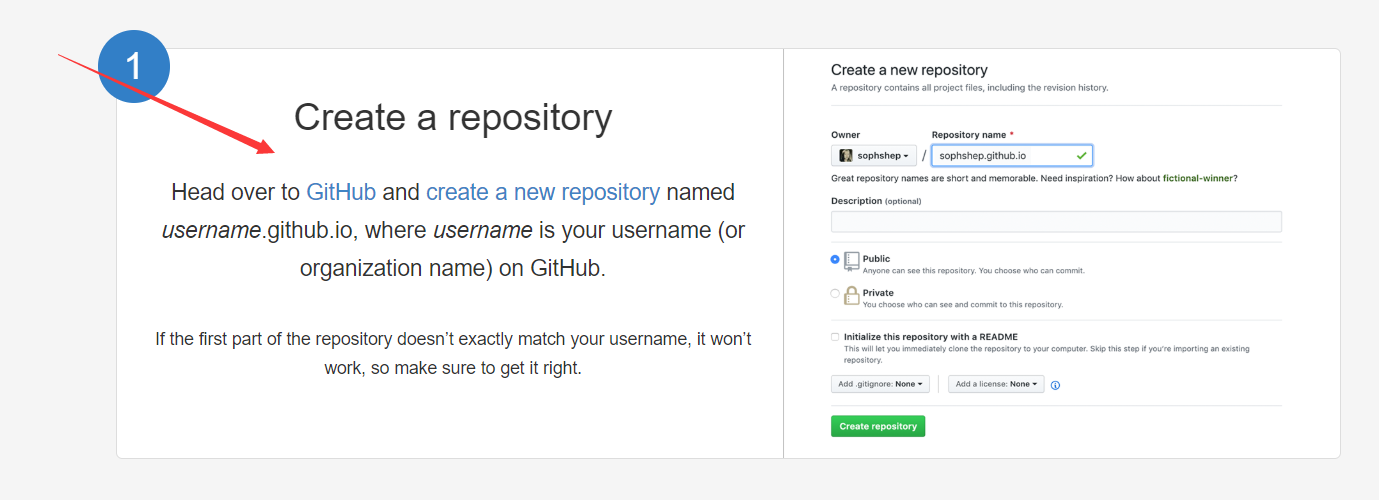 1
Create a repository
Head over to GitHub and create a new repository named
username.github.io, where username is your username (or
organization name) on GitHub.
If the first part of the repository doesn’t exactly match your username, it won’t
work, so make sure to get it right.
Create a new repository
A repository contains all project files, including the revision history.
Owner
Repository name *
sophshep / sophshep.github.io
Great repository names are short and memorable. Need inspiration? How about fictional-winner?
Description (optional)
Public
Anyone can see this repository. You choose who can commit.
Private
You choose who can see and commit to this repository.
Initialize this repository with a README
This will let you immediately clone the repository to your computer. Skip this step if you’re importing an existing
repository.
Add .gitignore: None
Add a license: None
Create repository